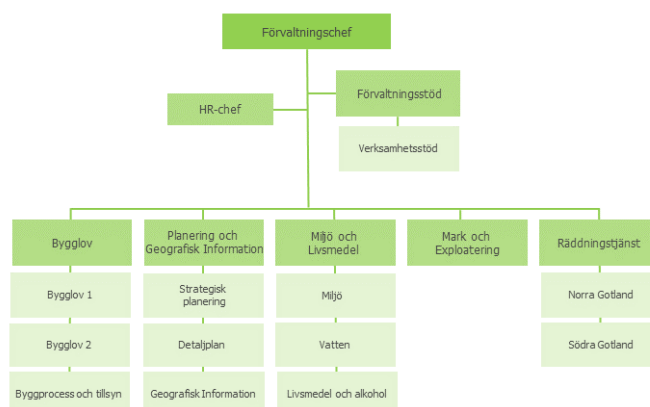 Förvaltningschef
HR-chef
Förvaltningsstöd
Verksamhetsstöd
Bygglov
Planering och
Geografisk Information
Miljö och
Livsmedel
Mark och
Exploatering
Räddningstjänst
Bygglov 1
Strategisk
planering
Miljö
Norra Gotland
Bygglov 2
Detaljplan
Vatten
Södra Gotland
Byggprocess och tillsyn
Geografisk Information
Livsmedel och alkohol